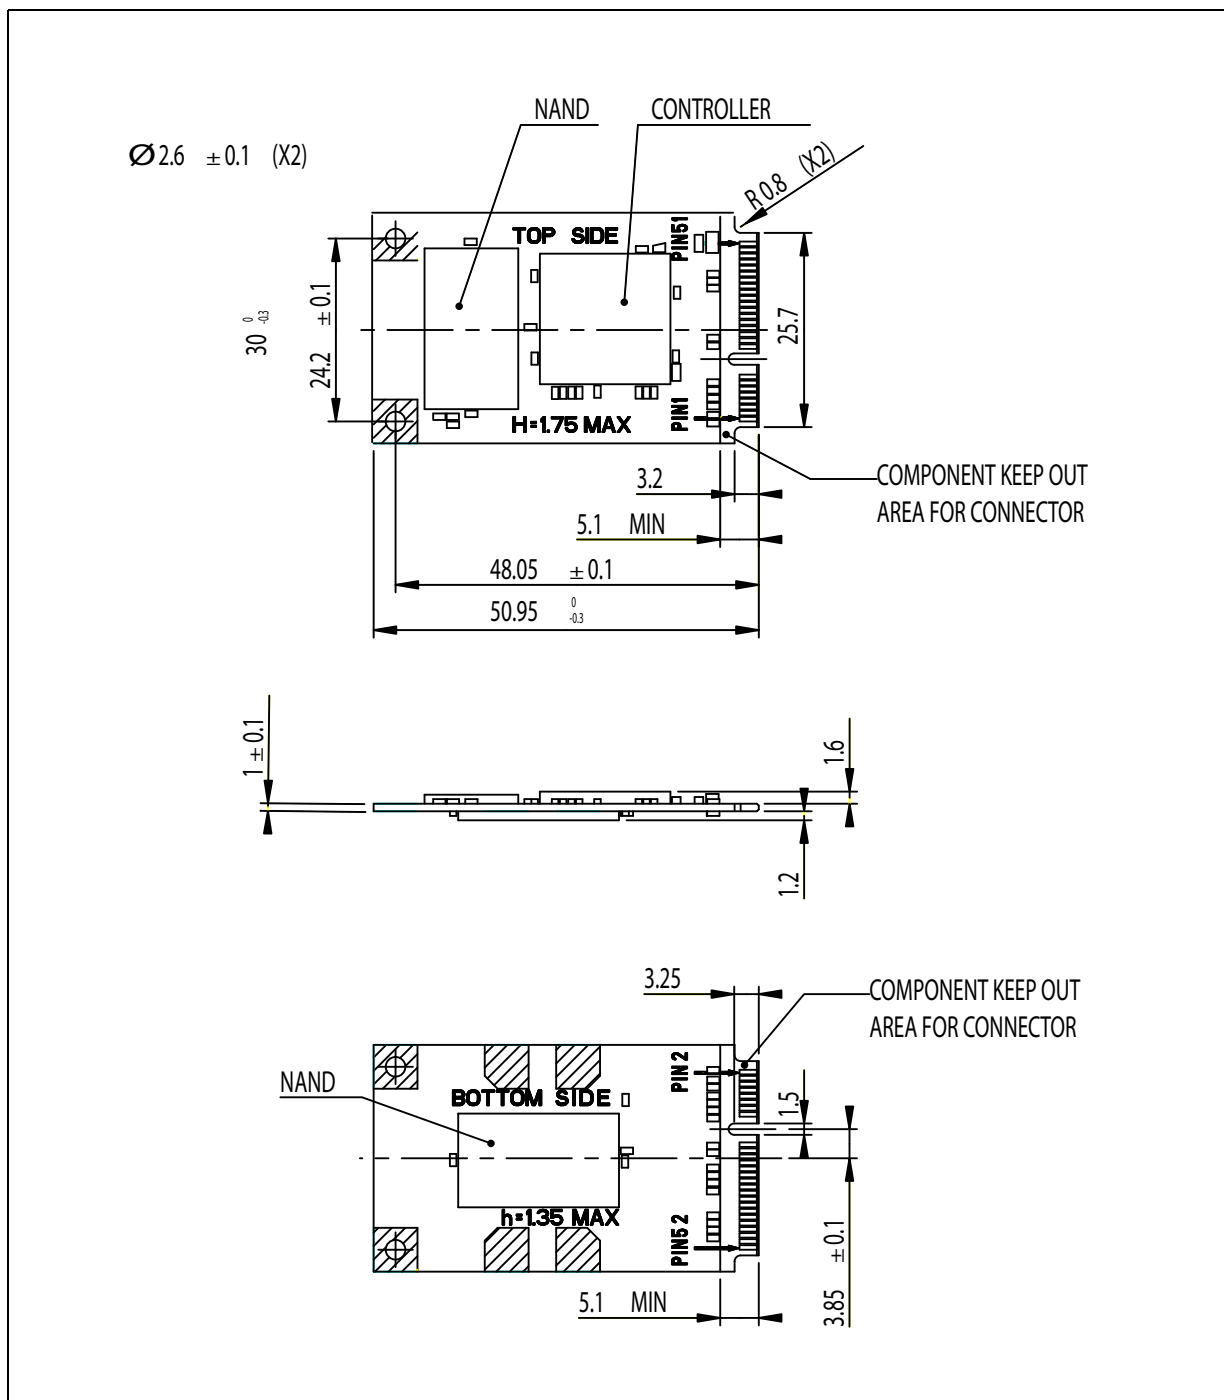 NAND
CONTROLLER
Ø 2.6 ± 0.1 (X2)
R 0.8 (X2)
TOP SIDE
PIN51
30 0 -0.3
24.2 ± 0.1
25.7
PIN1
H=1.75 MAX
COMPONENT KEEP OUT
AREA FOR CONNECTOR
3.2
5.1 MIN
48.05 ± 0.1
50.95 0 -0.3
1 ± 0.1
1.6
1.2
3.25
COMPONENT KEEP OUT
AREA FOR CONNECTOR
NAND
PIN 2
BOTTOM SIDE
1.5
h=1.35 MAX
PIN5 2
5.1 MIN
3.85 ± 0.1